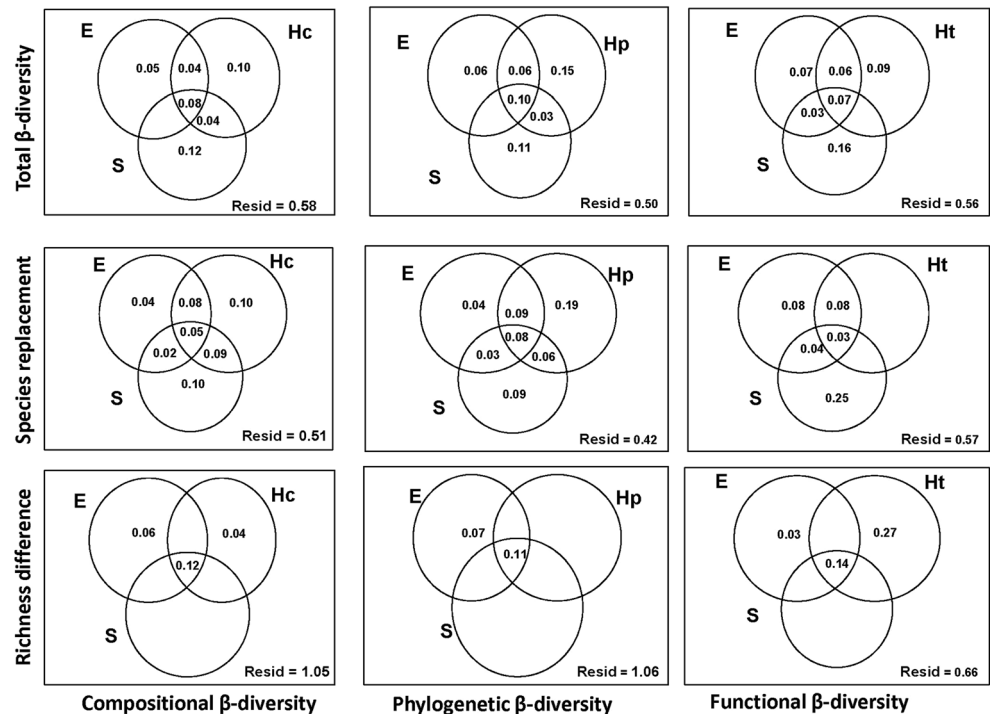 Total β-diversity
E
Hc
0.05
0.04
0.10
0.08
0.04
0.12
S
Resid = 0.58
E
Hp
0.06
0.06
0.15
0.10
0.03
0.11
S
Resid = 0.50
E
Ht
0.07
0.06
0.09
0.07
0.03
0.16
S
Resid = 0.56
Species replacement
E
Hc
0.04
0.08
0.10
0.05
0.02
0.09
0.10
S
Resid = 0.51
E
Hp
0.04
0.09
0.19
0.08
0.03
0.06
0.09
S
Resid = 0.42
E
Ht
0.08
0.08
0.03
0.04
0.25
S
Resid = 0.57
Richness difference
E
Hc
0.06
0.04
0.12
S
Resid = 1.05
E
Hp
0.07
0.11
S
Resid = 1.06
E
Ht
0.03
0.27
0.14
S
Resid = 0.66
Compositional β-diversity
Phylogenetic β-diversity
Functional β-diversity